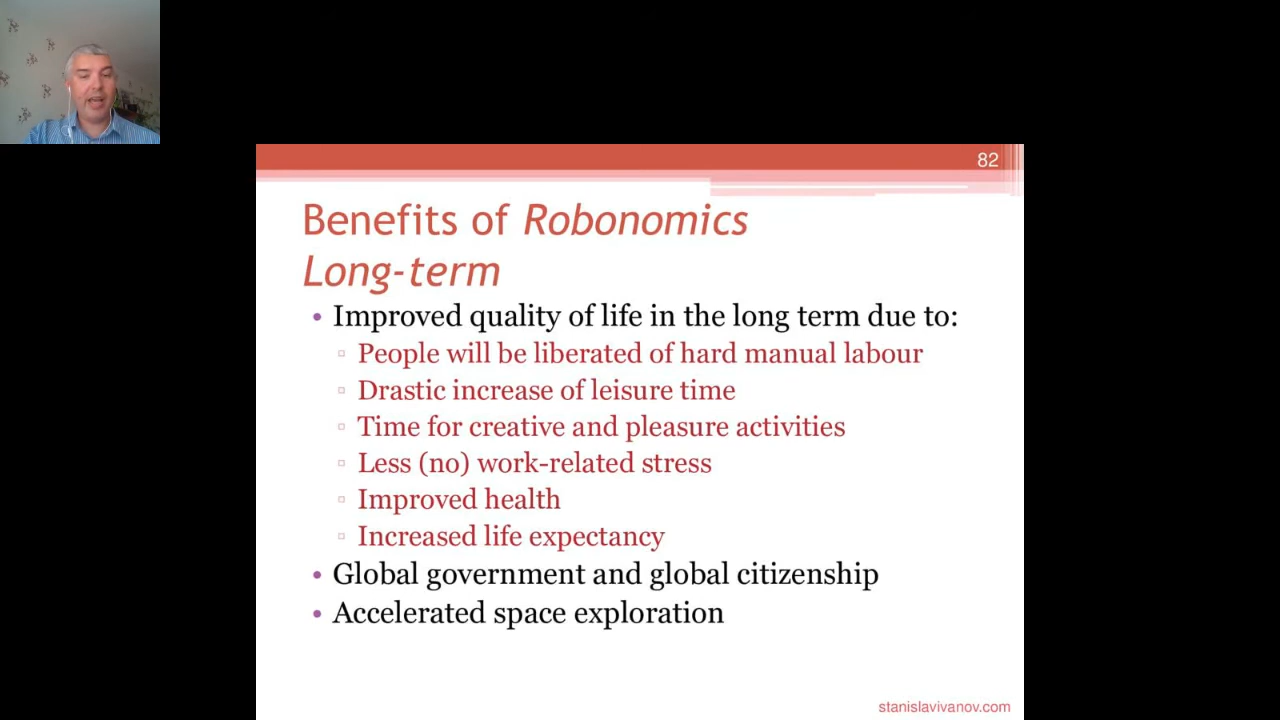 82
Benefits of Robonomics
Long-term
• Improved quality of life in the long term due to:
▫ People will be liberated of hard manual labour
▫ Drastic increase of leisure time
▫ Time for creative and pleasure activities
▫ Less (no) work-related stress
▫ Improved health
▫ Increased life expectancy
• Global government and global citizenship
• Accelerated space exploration
stanislavivanov.com